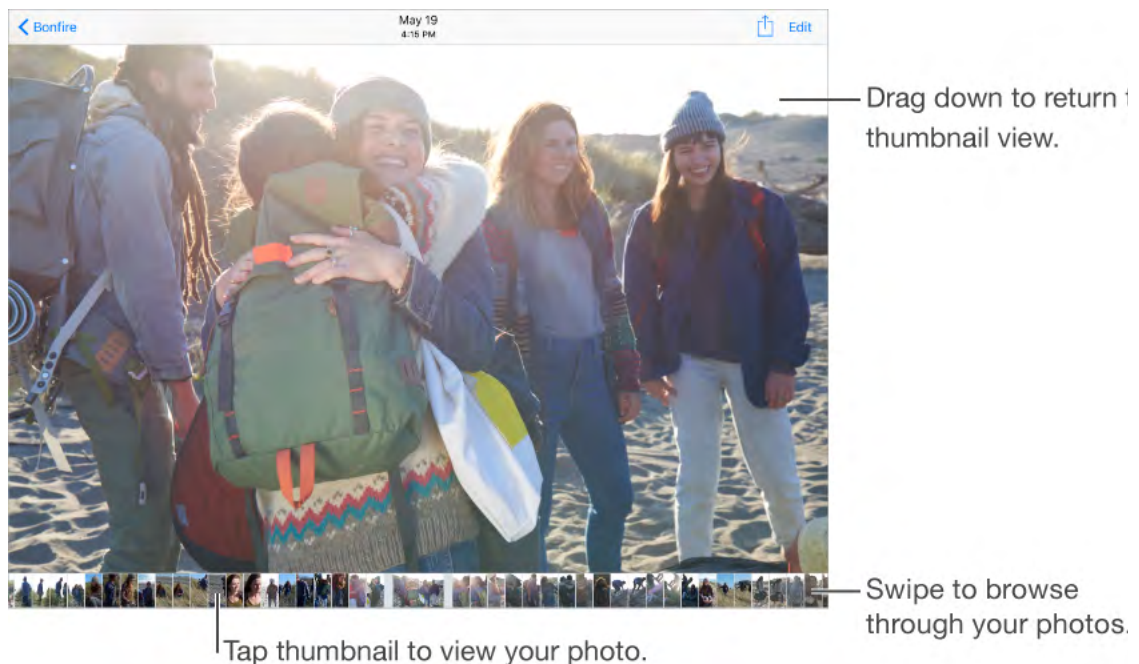 Bonfire
May 19
4:15 PM
Edit
Drag down to return
thumbnail view.
Swipe to browse
through your photos.
Tap thumbnail to view your photo.